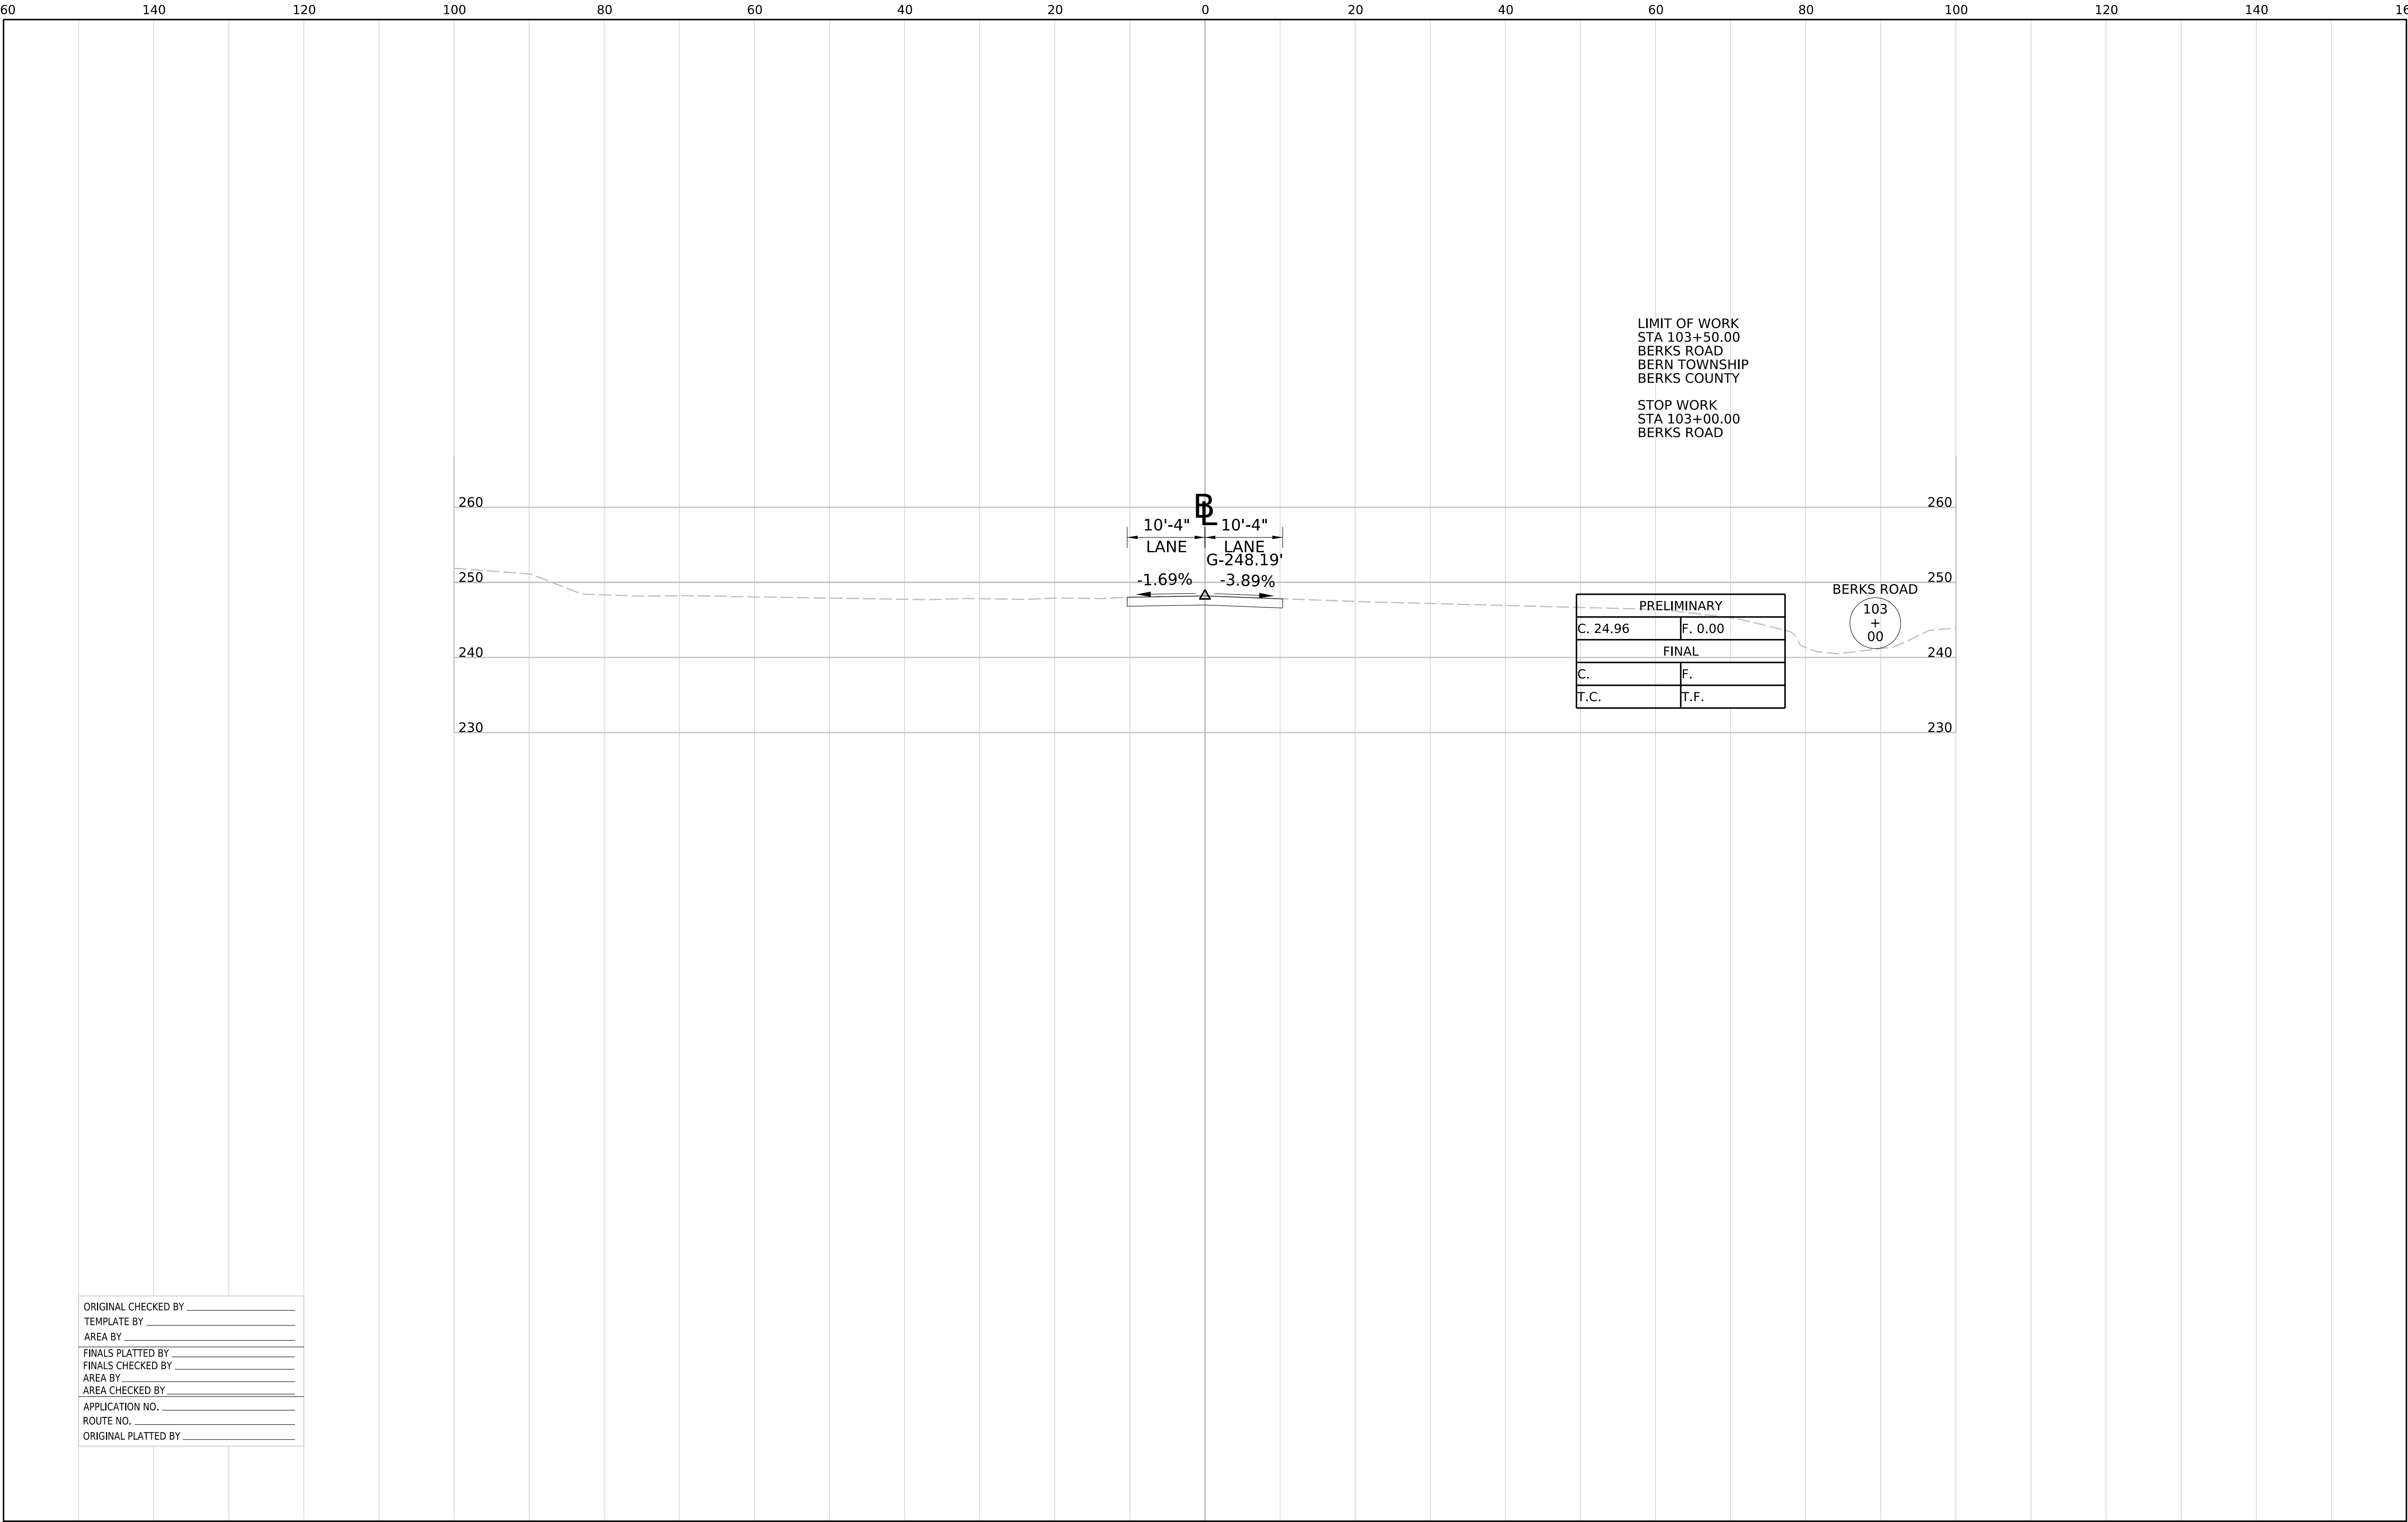 60 140 120 100 80 60 40 20 0 20 40 60 80 100 120 140 16
LIMIT OF WORK
STA 103+50.00
BERKS ROAD
BERN TOWNSHIP
BERKS COUNTY
STOP WORK
STA 103+00.00
BERKS ROAD
260 260
BL
10'-4" 10'-4"
LANE LANE
G-248.19'
250 -1.69% -3.89% 250
BERKS ROAD
103
+
00
PRELIMINARY
C. 24.96 F. 0.00
FINAL
240 240
C. F.
T.C. T.F.
230 230
ORIGINAL CHECKED BY
TEMPLATE BY
AREA BY
FINALS PLATTED BY
FINALS CHECKED BY
AREA BY
AREA CHECKED BY
APPLICATION NO.
ROUTE NO.
ORIGINAL PLATTED BY